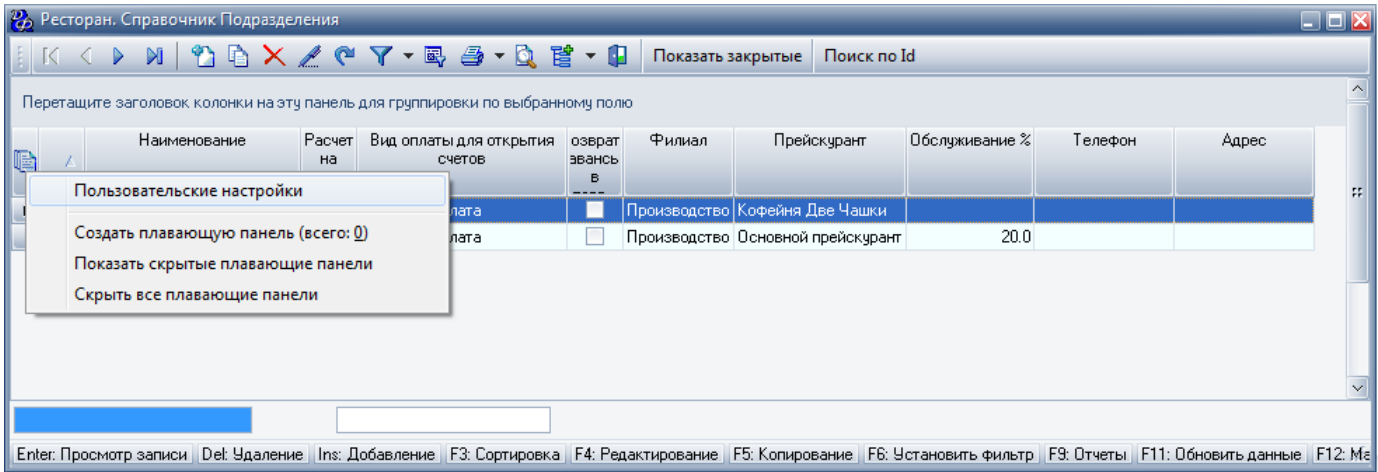 Ресторан. Справочник Подразделения
Показать закрытые Поиск по Id
Перетащите заголовок колонки на эту панель для группировки по выбранному полю
Наименование Расчет на Вид оплаты для открытия счетов озврат авансь в Филиал Прейскурант Обслуживание % Телефон Адрес
Пользовательские настройки
лата Производство Кофейня Две Чашки
Создать плавающую панель (всего: 0)
лата Производство Основной прейскурант 20.0
Показать скрытые плавающие панели
Скрыть все плавающие панели
Enter: Просмотр записи Del: Удаление Ins: Добавление F3: Сортировка F4: Редактирование F5: Копирование F6: Установить фильтр F9: Отчеты F11: Обновить данные F12: Ма